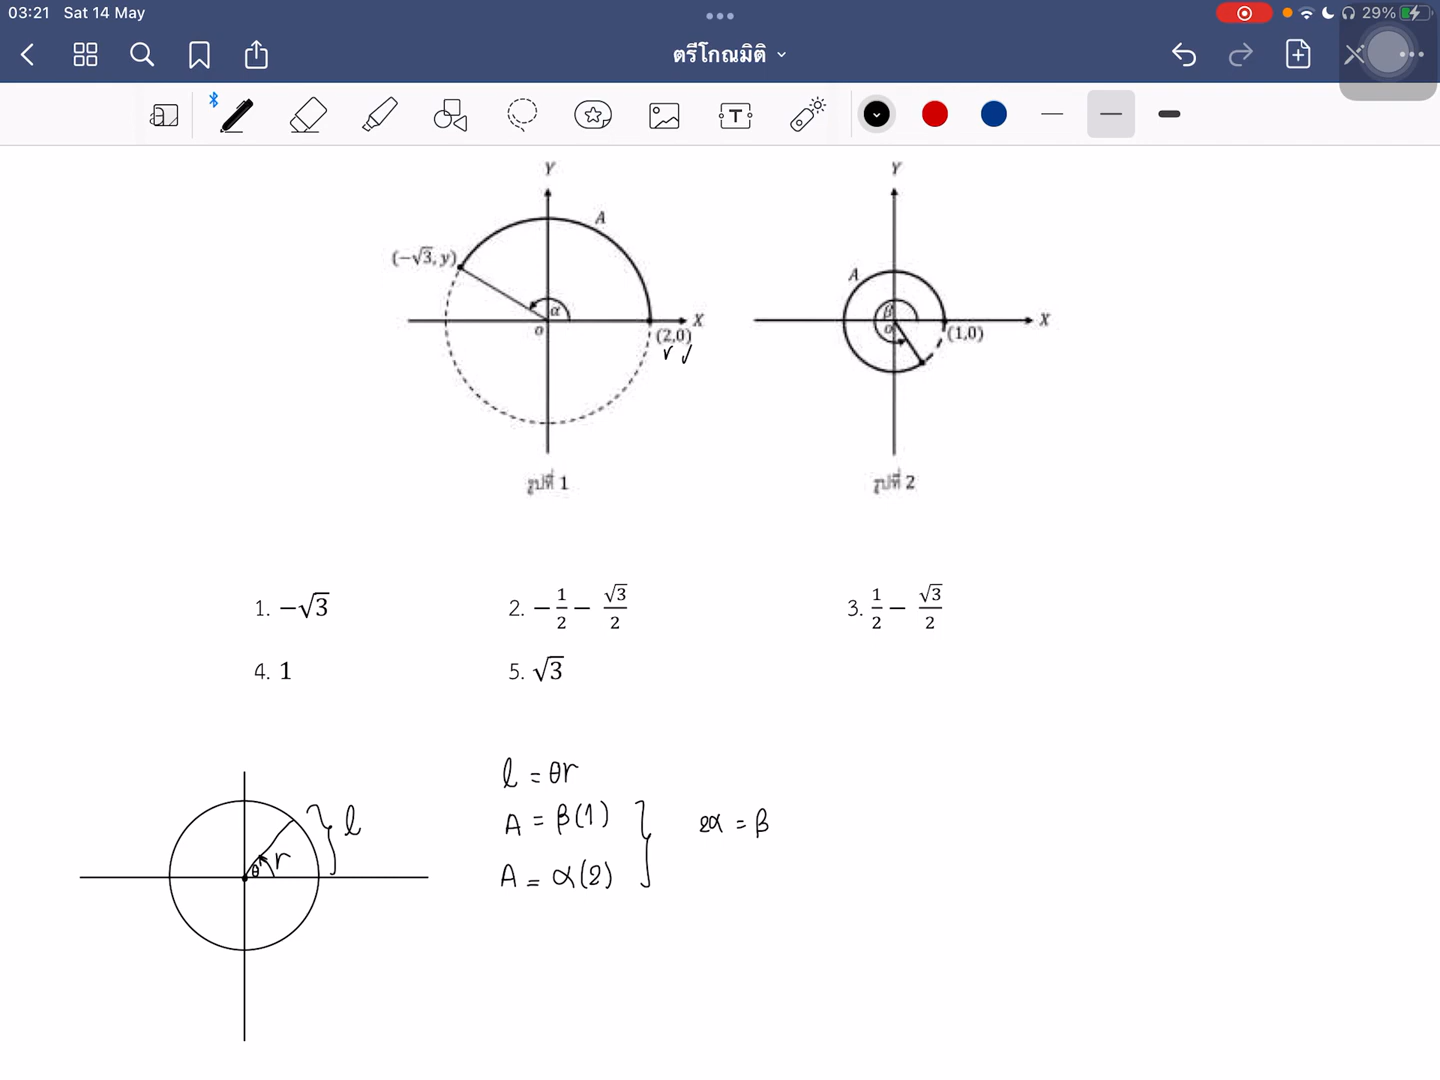 03:21 Sat 14 May
29%
ตรีโกณมิติ
Y
A
(−√3, y)
α
O
X
(2,0)
r ✓
รูปที่ 1
Y
A
β
O
X
(1,0)
รูปที่ 2
1. −√3
2. −1/2 − √3/2
3. 1/2 − √3/2
4. 1
5. √3
l
r
θ
l = θr
A = β(1)
2α = β
A = α(2)